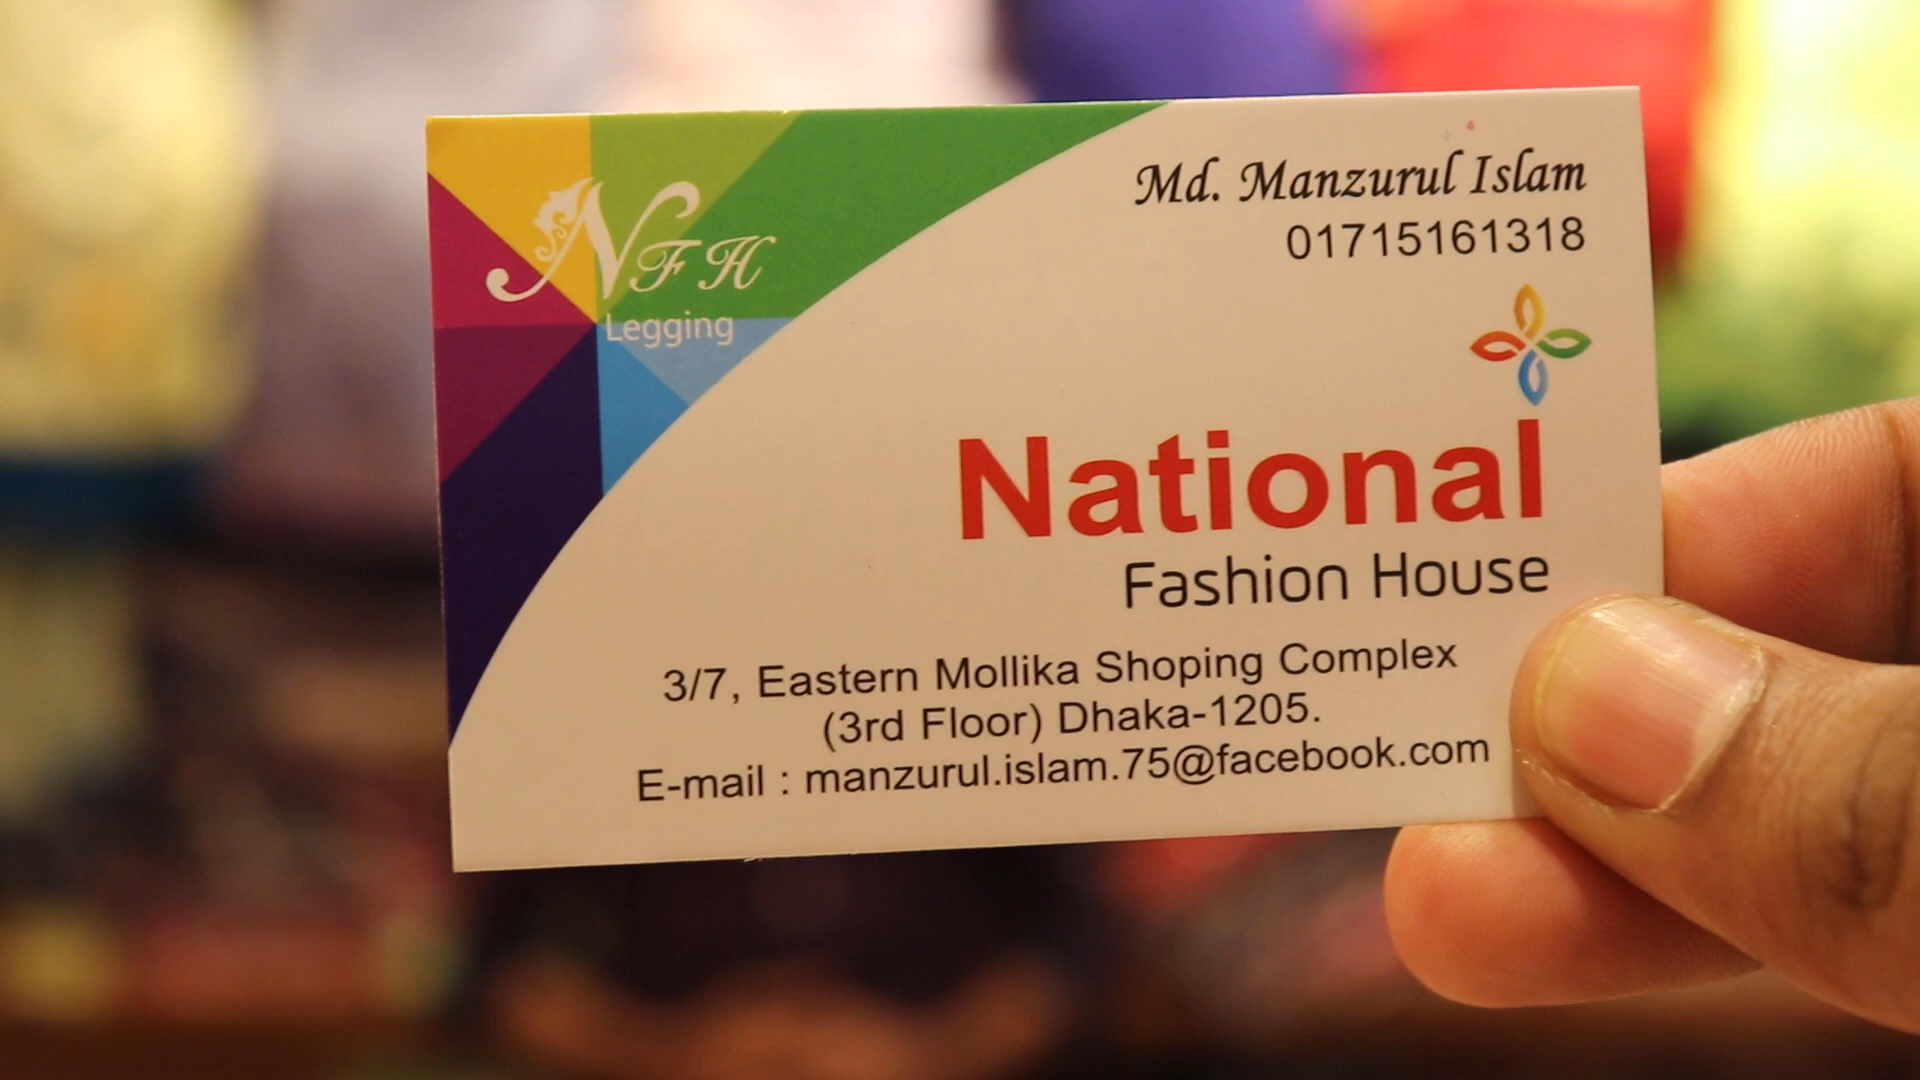 NFH
Legging
Md. Manzurul Islam
01715161318
National
Fashion House
3/7, Eastern Mollika Shoping Complex
(3rd Floor) Dhaka-1205.
E-mail : manzurul.islam.75@facebook.com